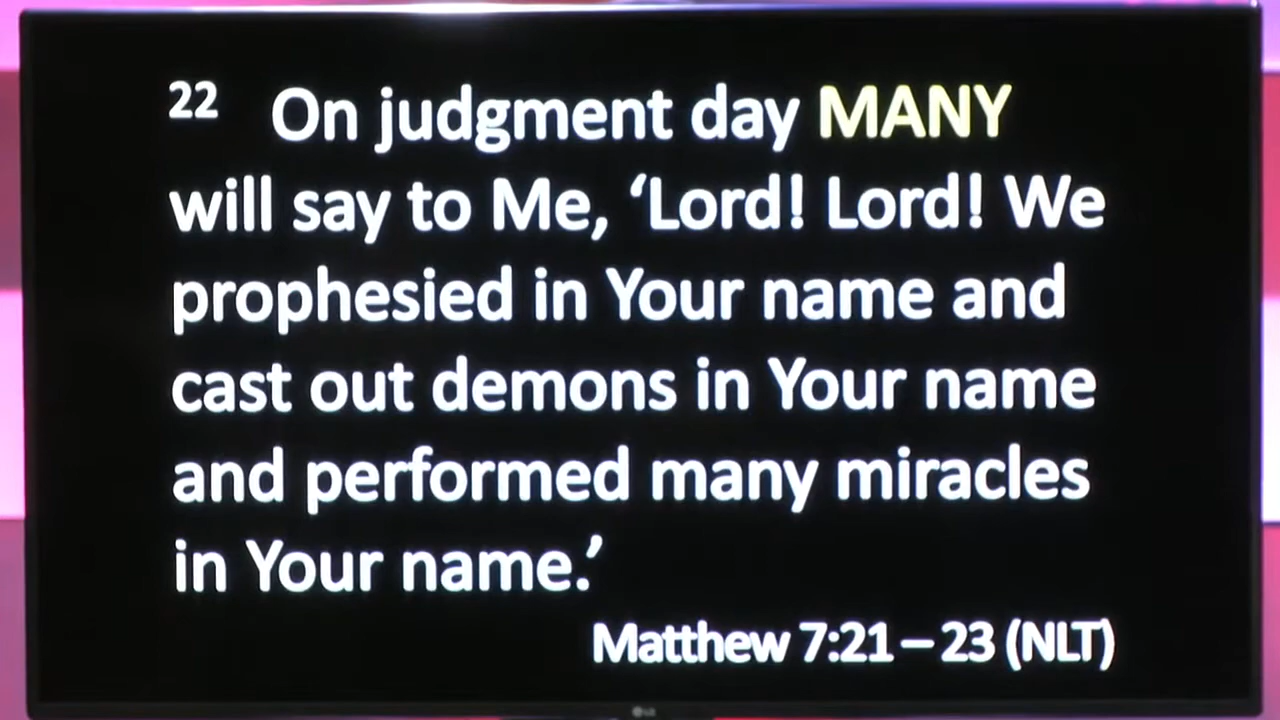 22 On judgment day MANY
will say to Me, ‘Lord! Lord! We
prophesied in Your name and
cast out demons in Your name
and performed many miracles
in Your name.’
Matthew 7:21 – 23 (NLT)
LG